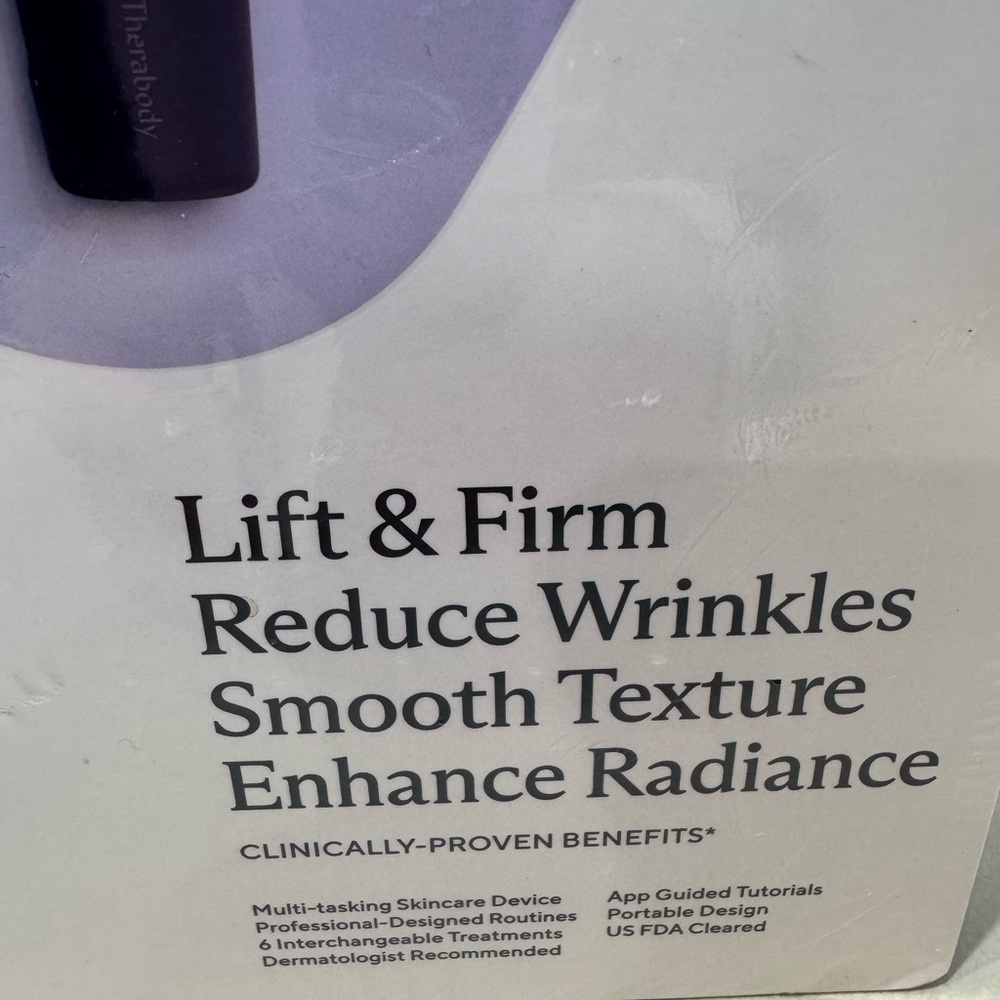 Therabody
Lift & Firm
Reduce Wrinkles
Smooth Texture
Enhance Radiance
CLINICALLY-PROVEN BENEFITS*
Multi-tasking Skincare Device
Professional-Designed Routines
6 Interchangeable Treatments
Dermatologist Recommended
App Guided Tutorials
Portable Design
US FDA Cleared